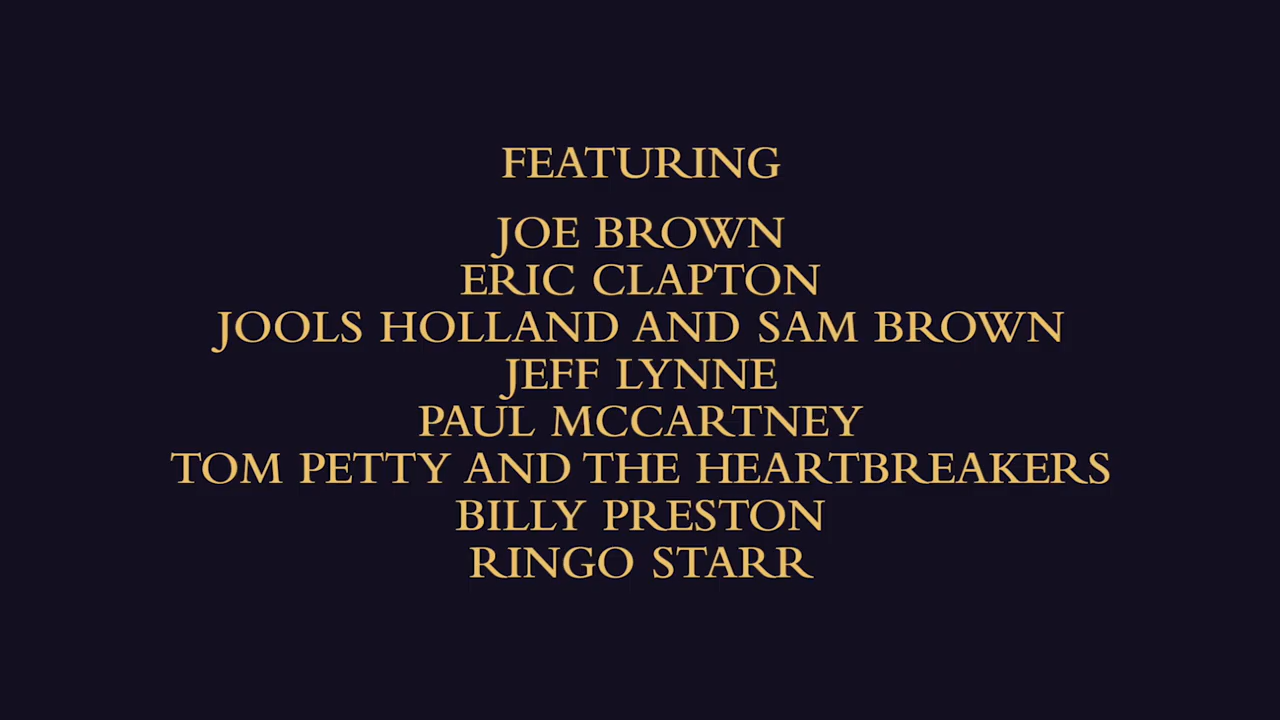 FEATURING
JOE BROWN
ERIC CLAPTON
JOOLS HOLLAND AND SAM BROWN
JEFF LYNNE
PAUL MCCARTNEY
TOM PETTY AND THE HEARTBREAKERS
BILLY PRESTON
RINGO STARR